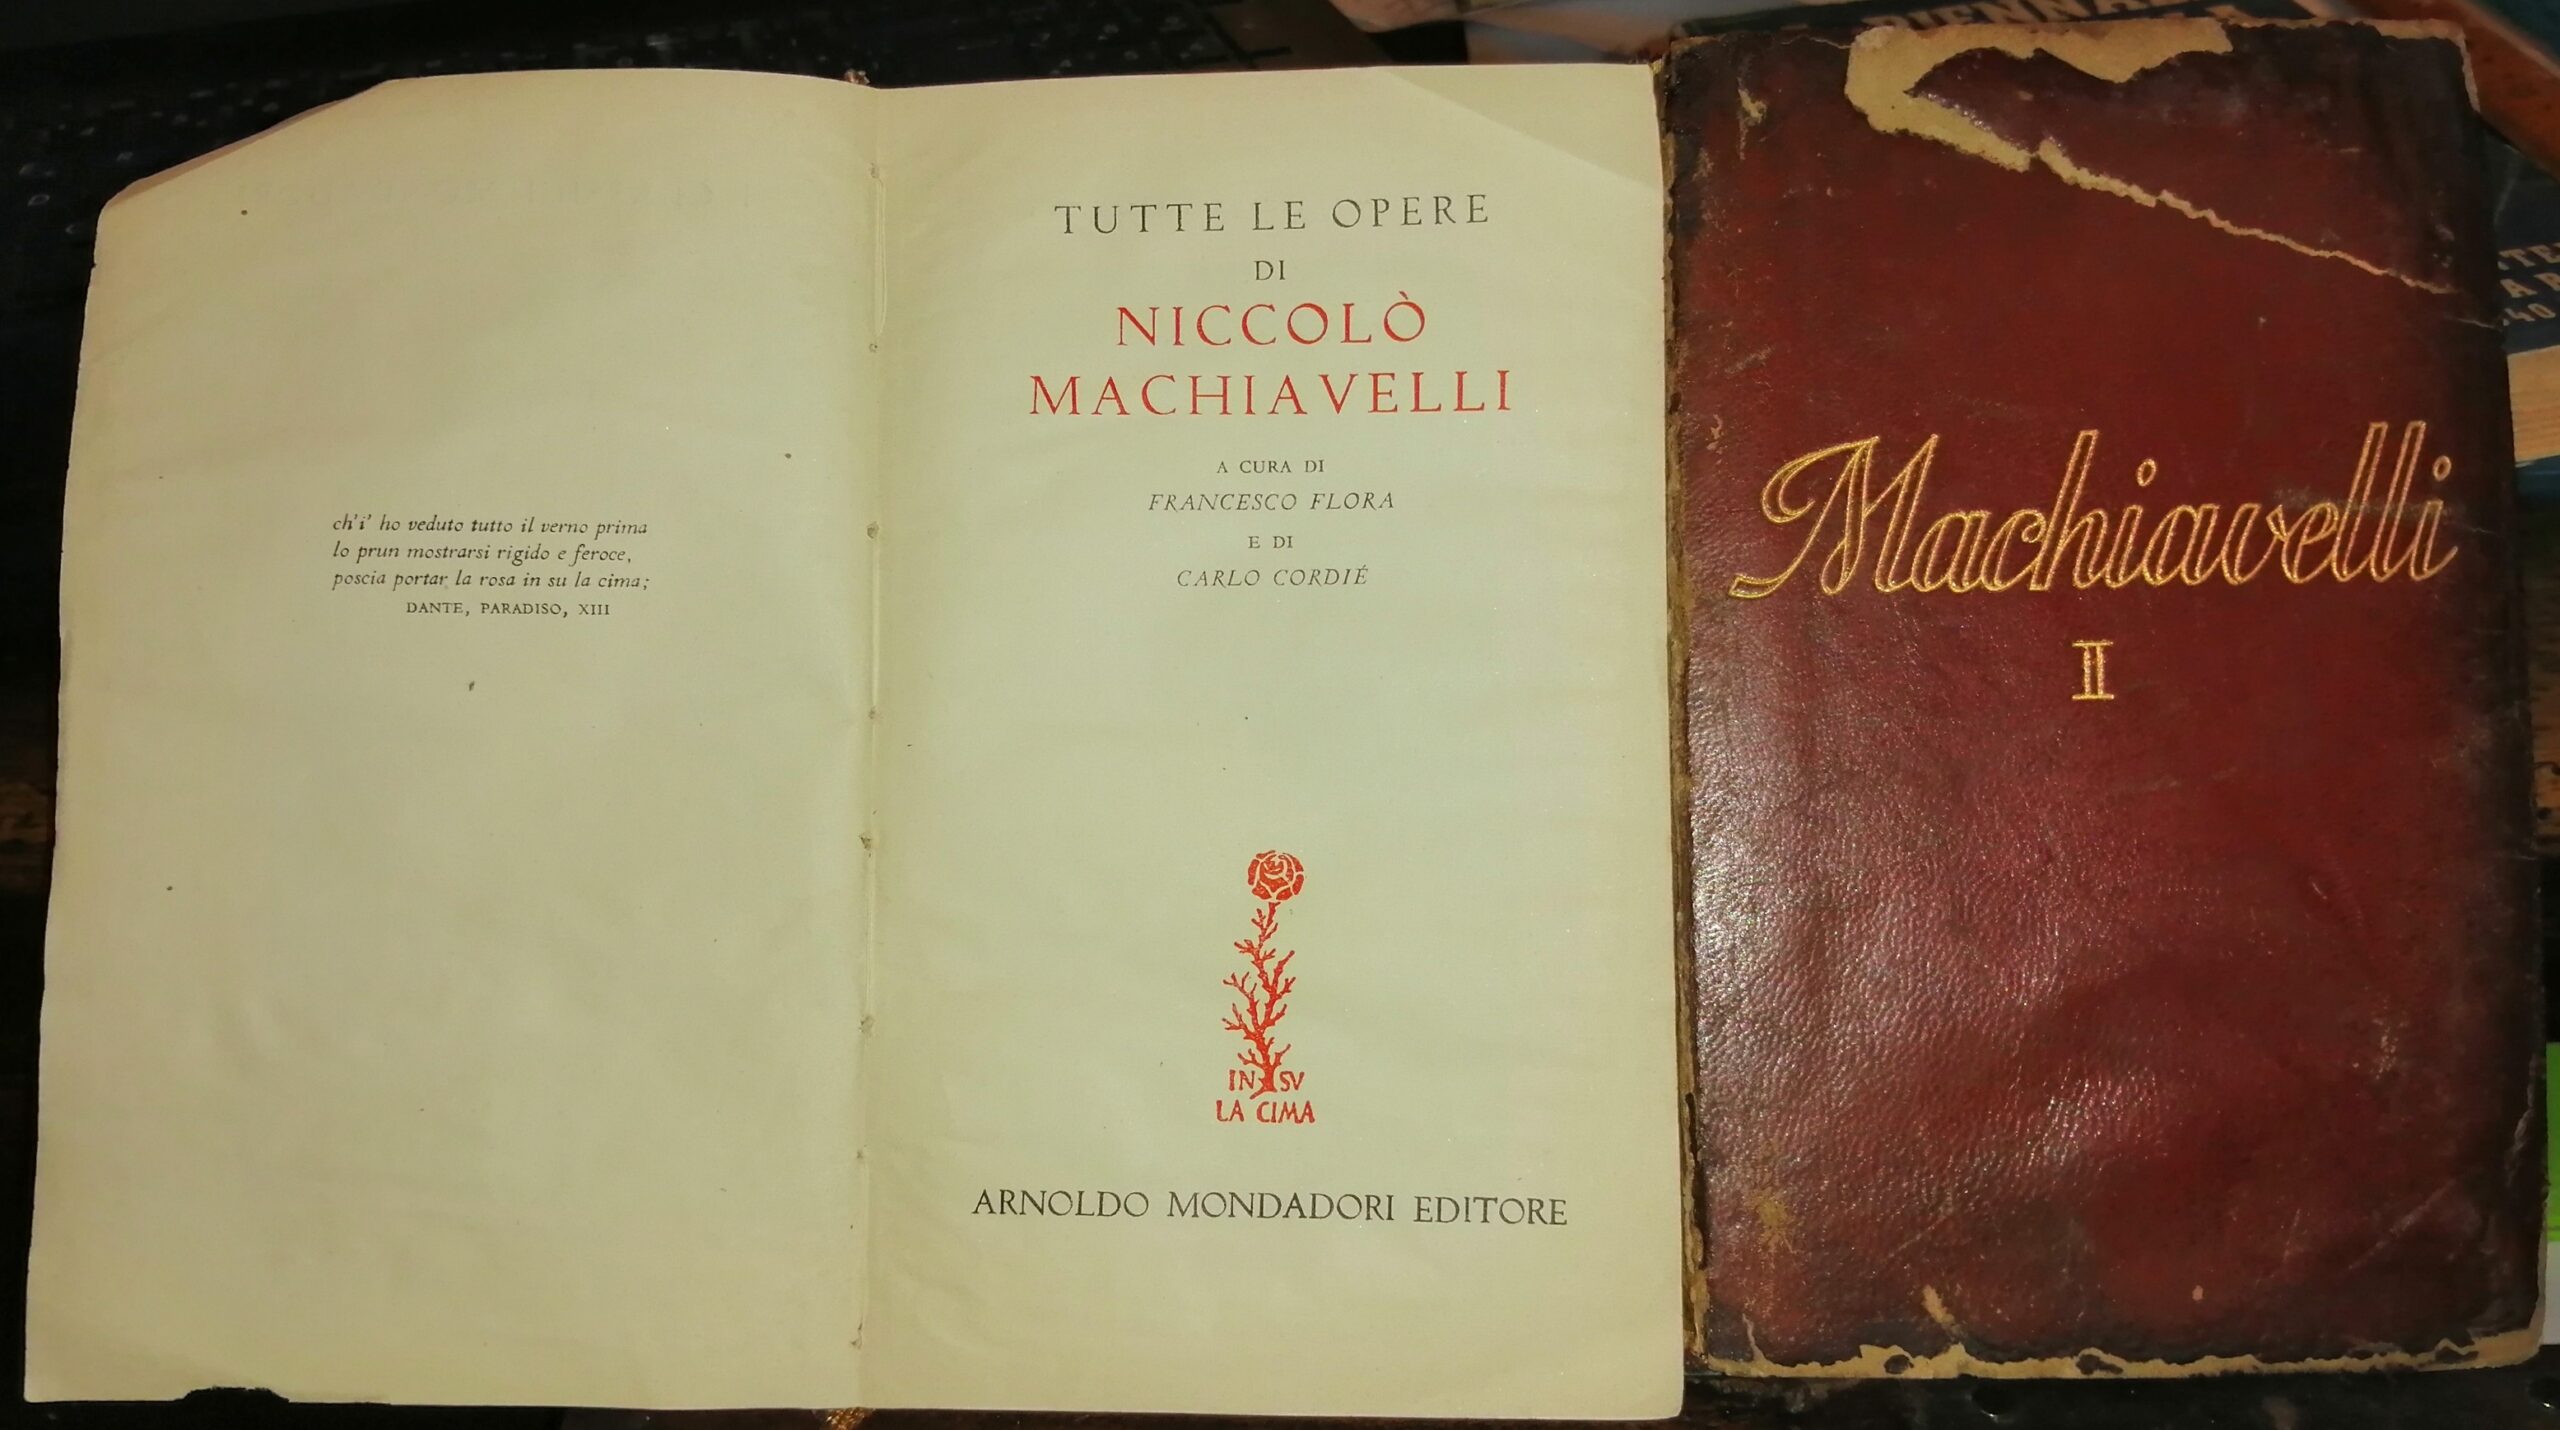 ch'i' ho veduto tutto il verno prima
lo prun mostrarsi rigido e feroce,
poscia portar la rosa in su la cima;
DANTE, PARADISO, XIII
TUTTE LE OPERE
DI
NICCOLÒ
MACHIAVELLI
A CURA DI
FRANCESCO FLORA
E DI
CARLO CORDIÉ
IN SV
LA CIMA
ARNOLDO MONDADORI EDITORE
Machiavelli
II